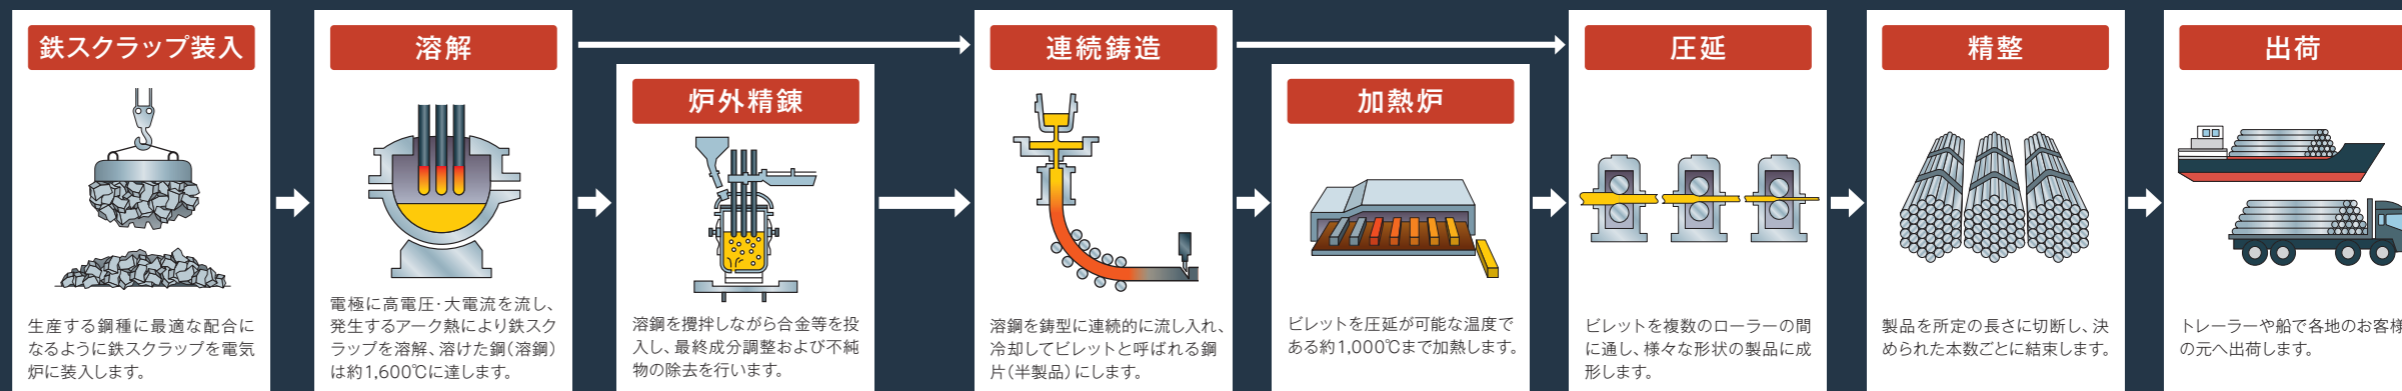 鉄スクラップ装入
生産する鋼種に最適な配合に
なるように鉄スクラップを電気
炉に装入します。
溶解
電極に高電圧･大電流を流し、
発生するアーク熱により鉄スク
ラップを溶解、溶けた鋼(溶鋼)
は約1,600℃に達します。
炉外精錬
溶鋼を攪拌しながら合金等を投
入し、最終成分調整および不純
物の除去を行います。
連続鋳造
溶鋼を鋳型に連続的に流し入れ、
冷却してビレットと呼ばれる鋼
片(半製品)にします。
加熱炉
ビレットを圧延が可能な温度で
ある約1,000℃まで加熱します。
圧延
ビレットを複数のローラーの間
に通し、様々な形状の製品に成
形します。
精整
製品を所定の長さに切断し、決
められた本数ごとに結束します。
出荷
トレーラーや船で各地のお客様
の元へ出荷します。